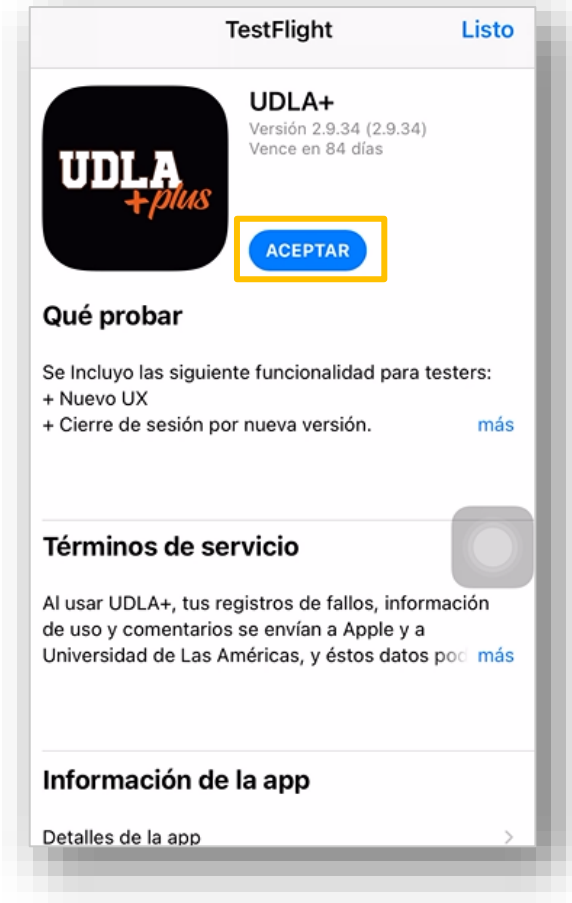 TestFlight Listo
UDLA+
Versión 2.9.34 (2.9.34)
Vence en 84 días
UDLA
+plus
ACEPTAR
Qué probar
Se Incluyo las siguiente funcionalidad para testers:
+ Nuevo UX
+ Cierre de sesión por nueva versión. más
Términos de servicio
Al usar UDLA+, tus registros de fallos, información
de uso y comentarios se envían a Apple y a
Universidad de Las Américas, y éstos datos más
Información de la app
Detalles de la app